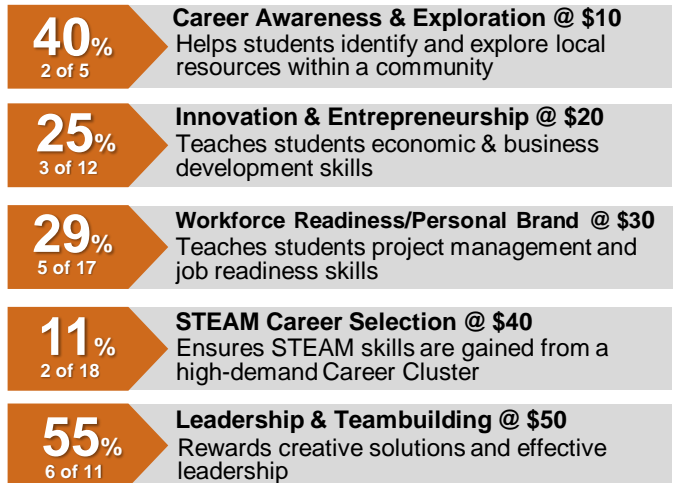 40%
2 of 5
Career Awareness & Exploration @ $10
Helps students identify and explore local
resources within a community
25%
3 of 12
Innovation & Entrepreneurship @ $20
Teaches students economic & business
development skills
29%
5 of 17
Workforce Readiness/Personal Brand @ $30
Teaches students project management and
job readiness skills
11%
2 of 18
STEAM Career Selection @ $40
Ensures STEAM skills are gained from a
high-demand Career Cluster
55%
6 of 11
Leadership & Teambuilding @ $50
Rewards creative solutions and effective
leadership